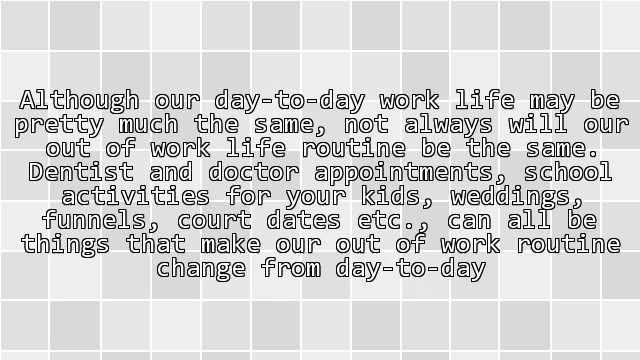 Although our day-to-day work life may be
pretty much the same, not always will our
out of work life routine be the same.
Dentist and doctor appointments, school
activities for your kids, weddings,
funnels, court dates etc., can all be
things that make our out of work routine
change from day-to-day